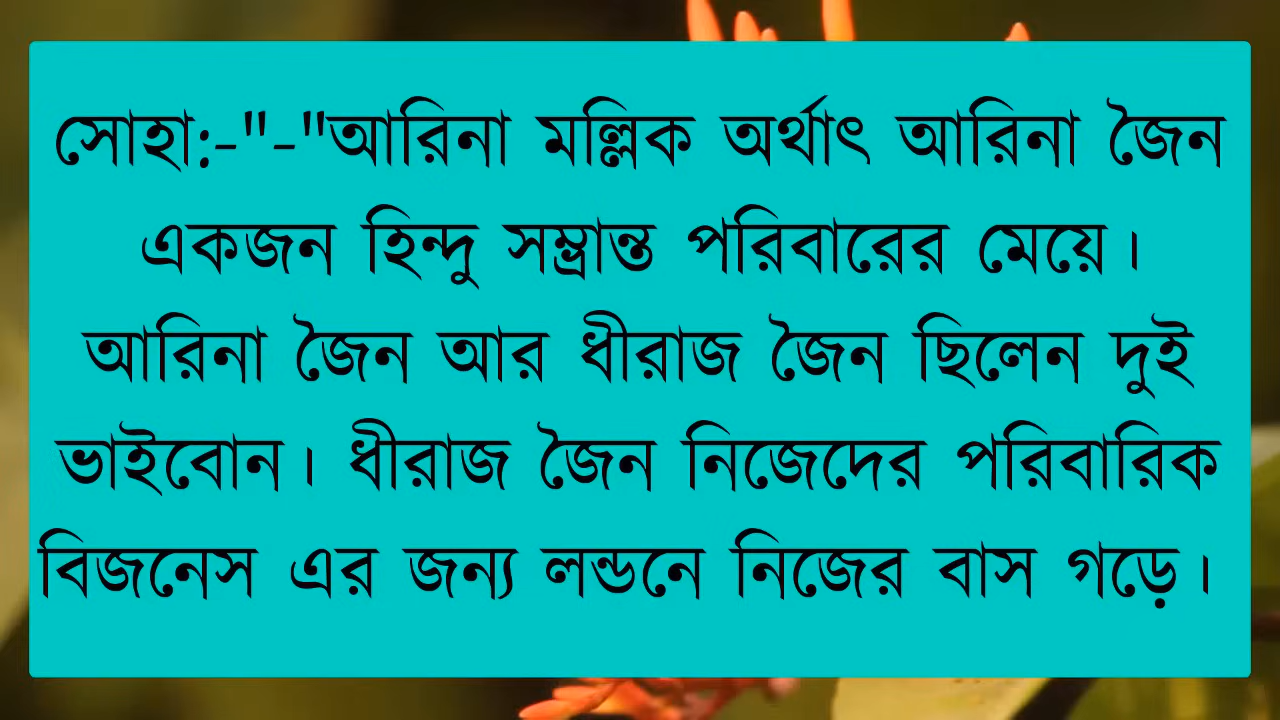 সোহা:-"-"আরিনা মল্লিক অর্থাৎ আরিনা জৈন
একজন হিন্দু সম্ভ্রান্ত পরিবারের মেয়ে।
আরিনা জৈন আর ধীরাজ জৈন ছিলেন দুই
ভাইবোন। ধীরাজ জৈন নিজেদের পরিবারিক
বিজনেস এর জন্য লন্ডনে নিজের বাস গড়ে।